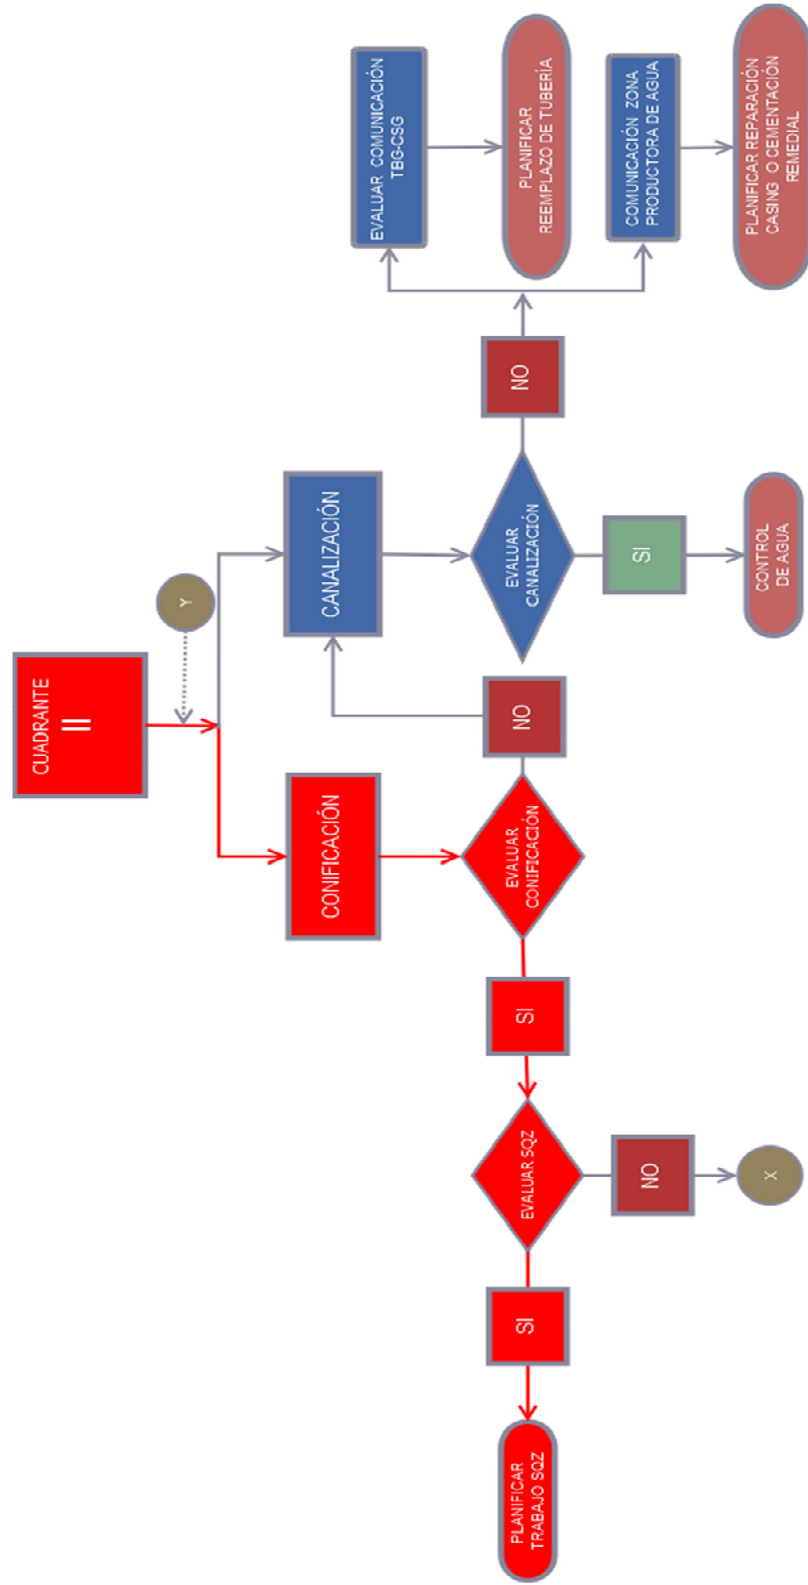 CUADRANTE
II
Y
CONIFICACIÓN
CANALIZACIÓN
EVALUAR
CONIFICACIÓN
NO
EVALUAR
CANALIZACIÓN
NO
EVALUAR COMUNICACIÓN
TBG-CSG
PLANIFICAR
REEMPLAZO DE TUBERÍA
COMUNICACIÓN ZONA
PRODUCTORA DE AGUA
PLANIFICAR REPARACIÓN
CASING O CEMENTACIÓN
REMEDIAL
SI
CONTROL
DE AGUA
SI
EVALUAR SQZ
NO
X
SI
PLANIFICAR
TRABAJO SQZ